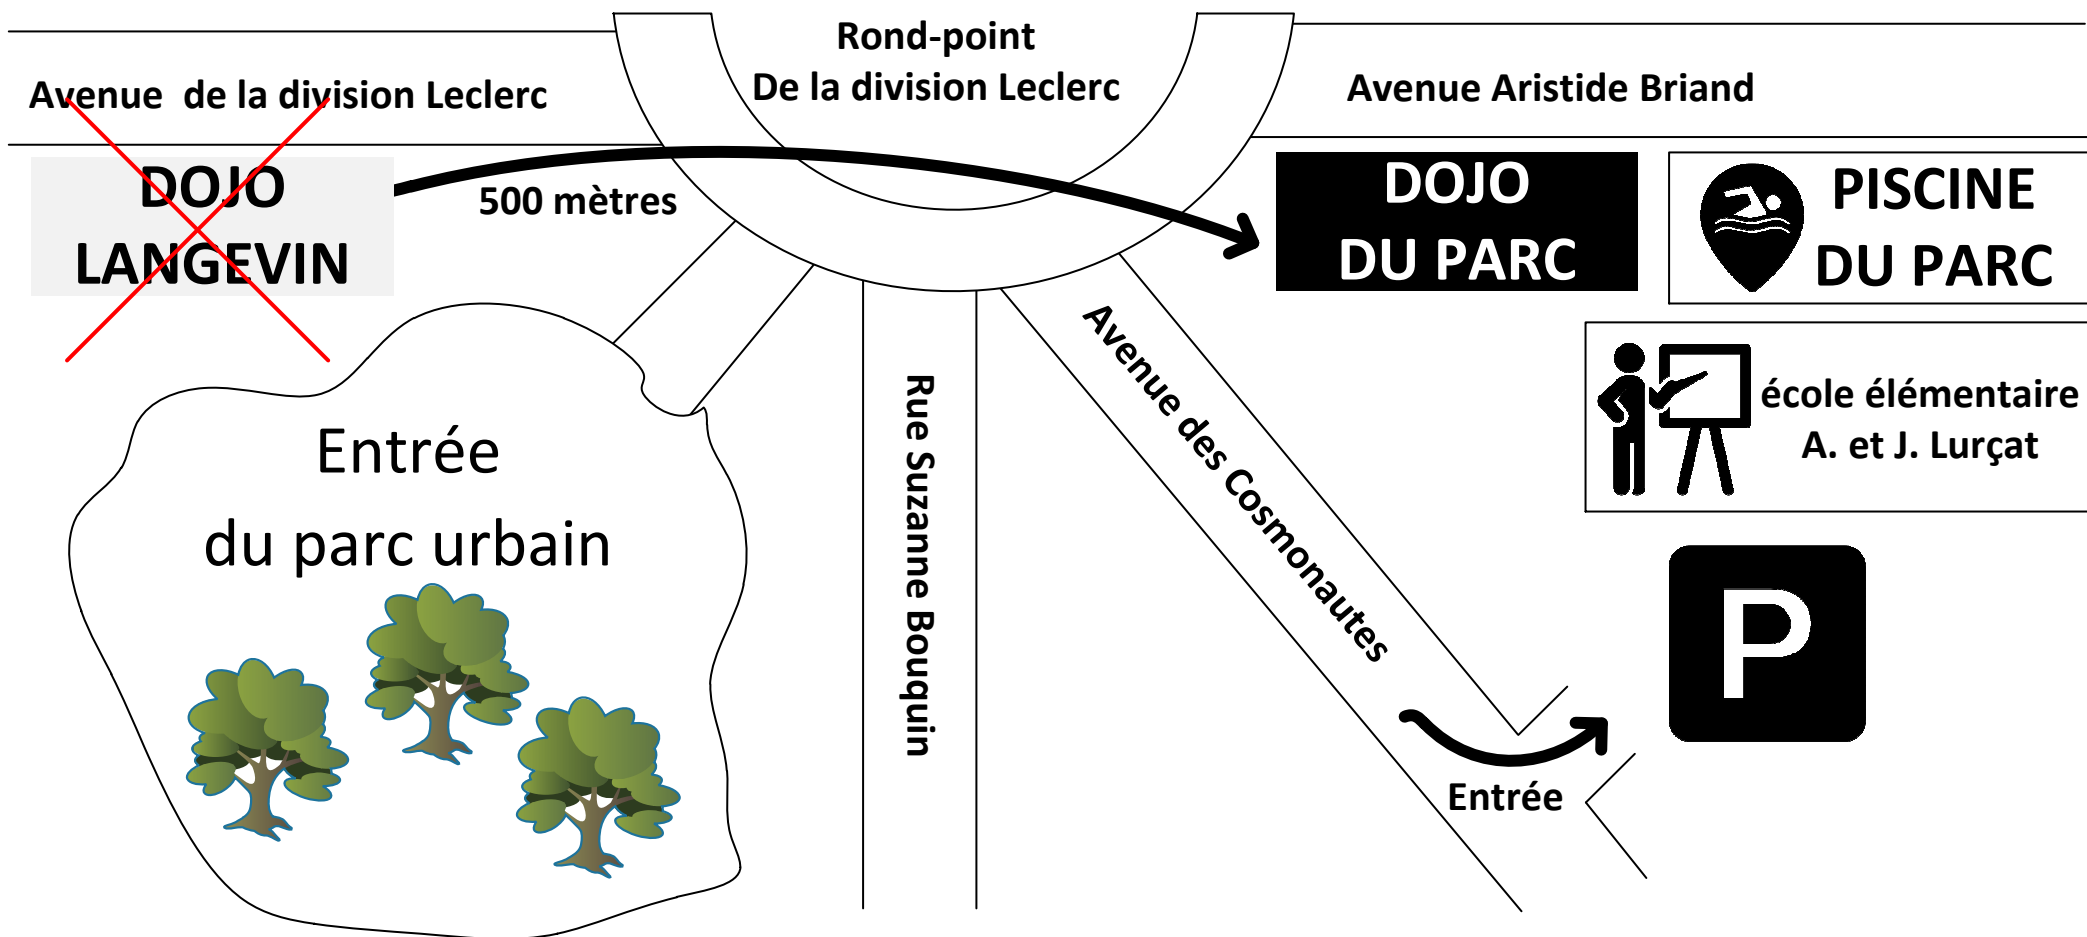 Rond-point
De la division Leclerc
Avenue  de la division Leclerc
Avenue Aristide Briand
DOJO
LANGEVIN
500 mètres
DOJO
DU PARC
PISCINE
DU PARC
école élémentaire
A. et J. Lurçat
Avenue des Cosmonautes
Rue Suzanne Bouquin
Entrée
du parc urbain
P
Entrée